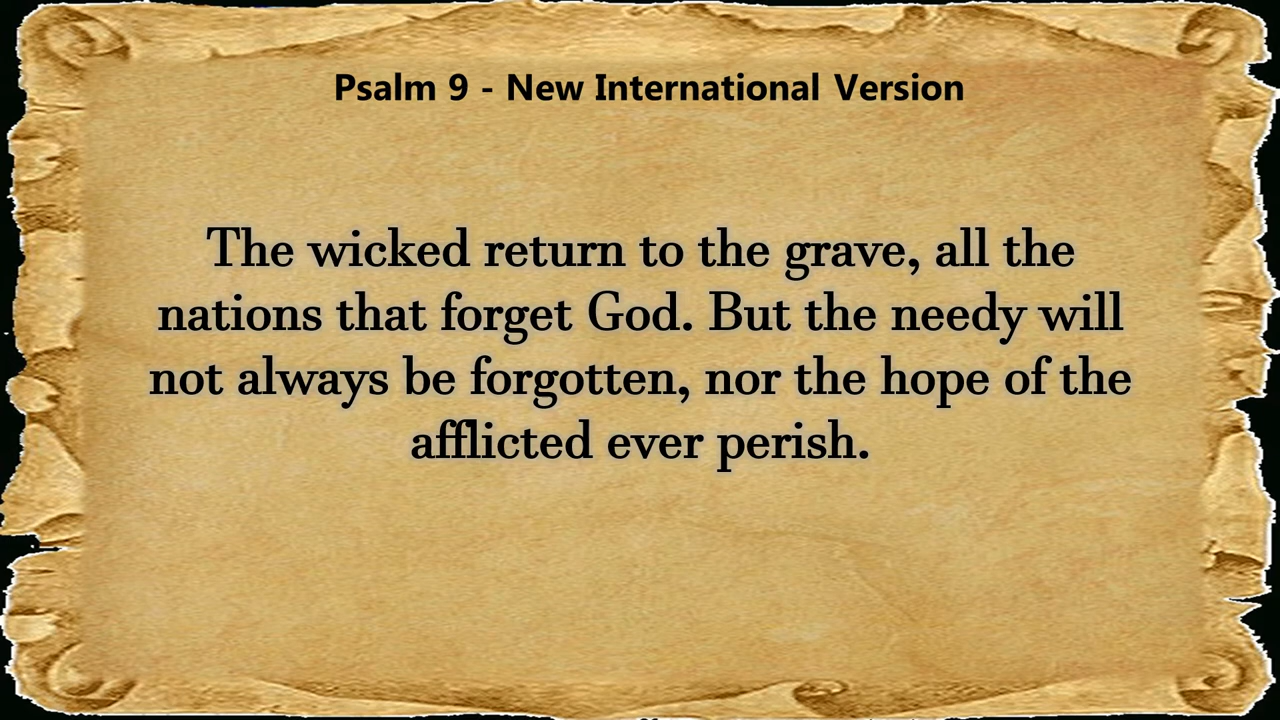 Psalm 9 - New International Version
The wicked return to the grave, all the
nations that forget God. But the needy will
not always be forgotten, nor the hope of the
afflicted ever perish.